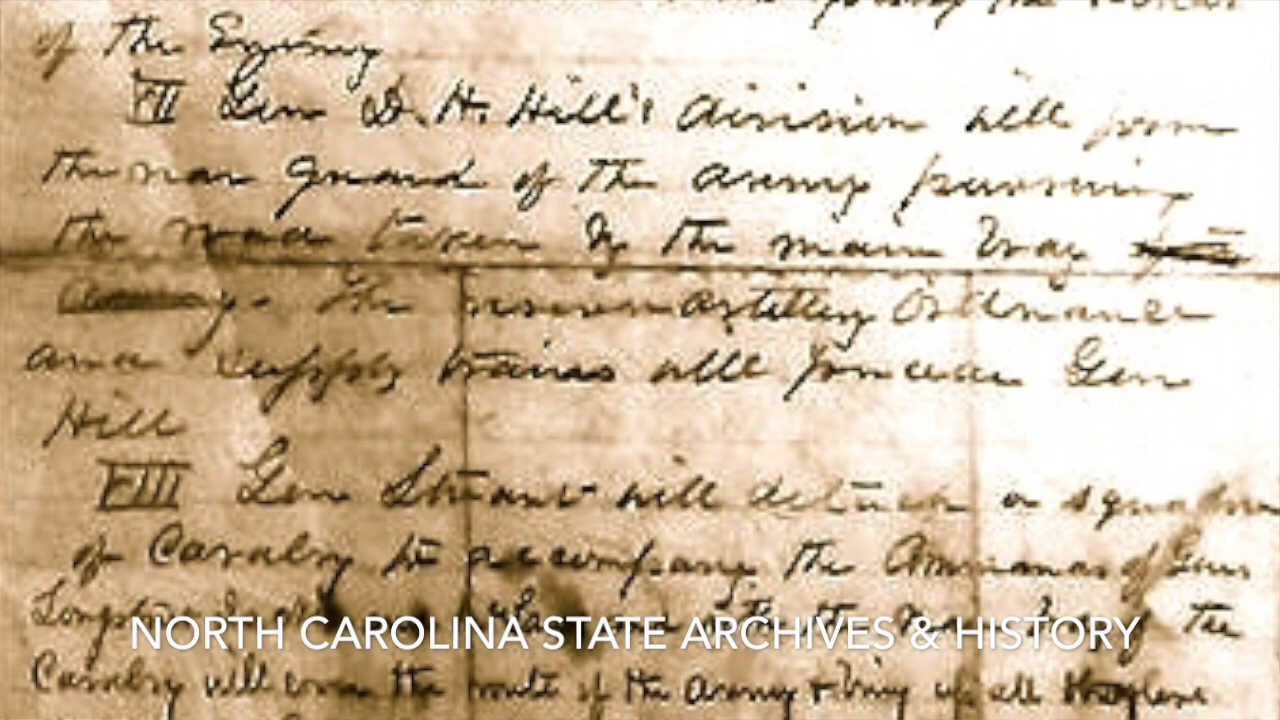 of the Enemy
VII Gen D. H. Hill's division will form
the rear guard of the army pursuing
the road taken by the main body
The reserve artillery Ordnance
and supply trains will precede Gen
Hill
VIII Gen Stuart will detach a squadron
of Cavalry to accompany the Commands of Gens
the
NORTH CAROLINA STATE ARCHIVES & HISTORY
Cavalry will cover the route of the Army & bring up all